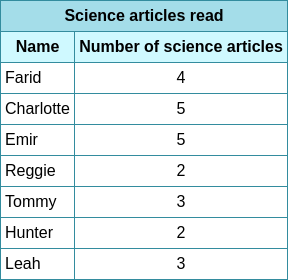 Science articles read
Name Number of science articles
Farid 4
Charlotte 5
Emir 5
Reggie 2
Tommy 3
Hunter 2
Leah 3